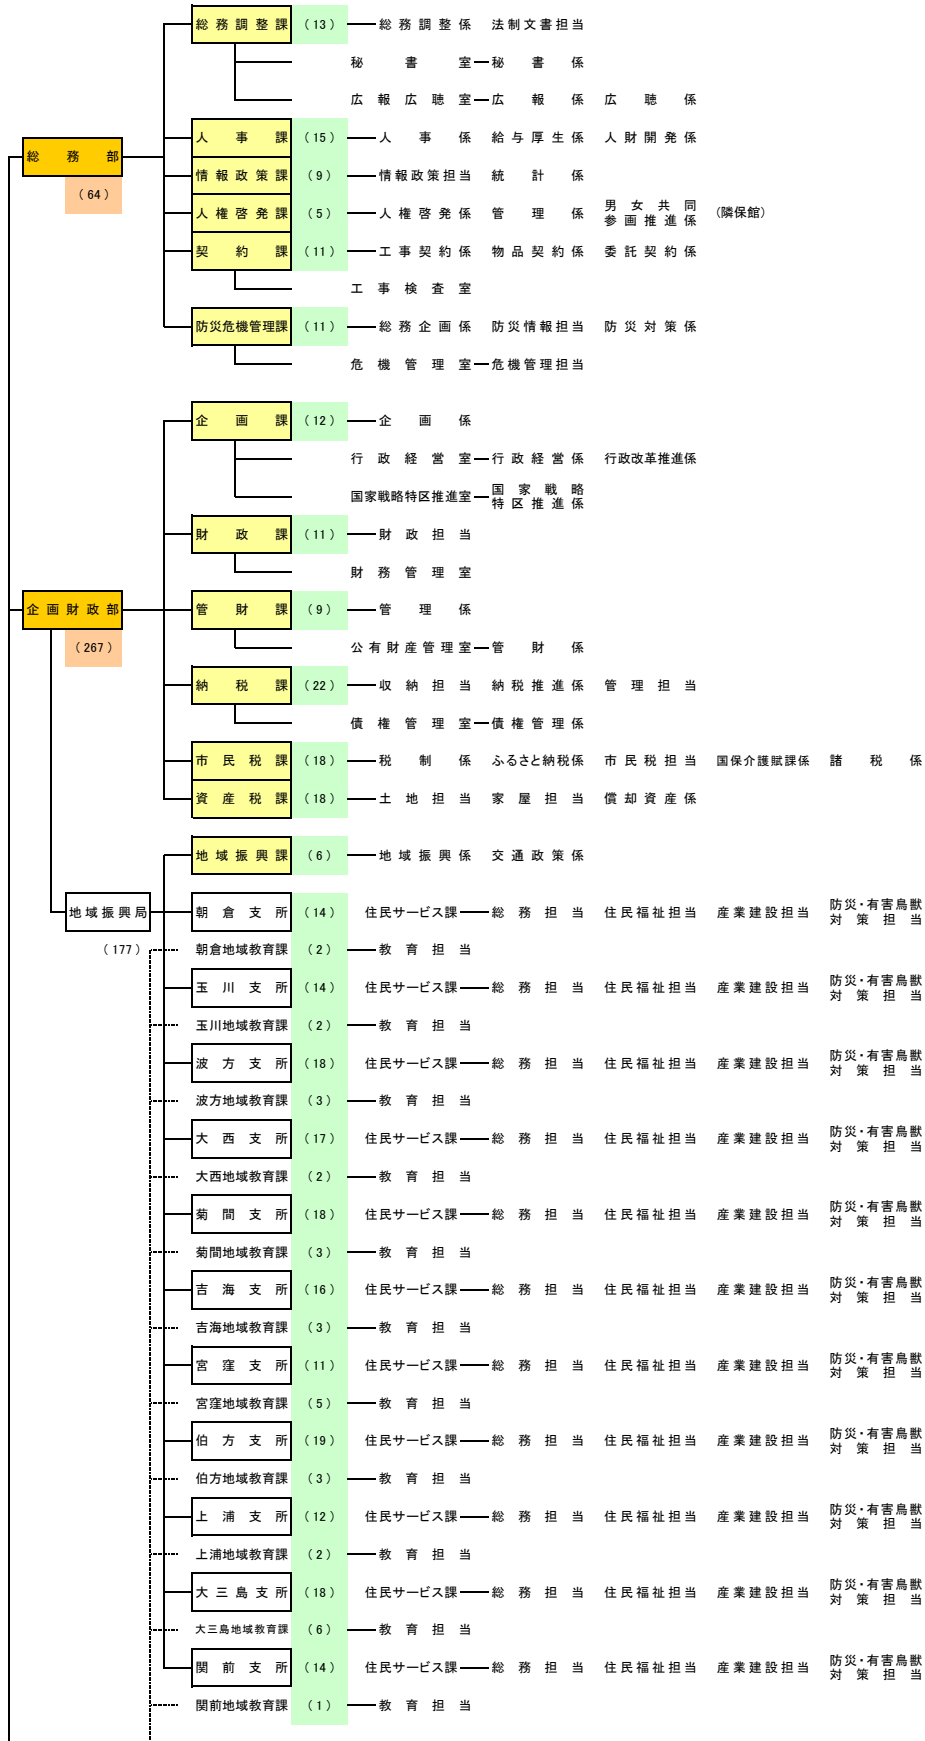 総務調整課 （13） 総務調整係 法制文書担当
秘書室 秘書係
広報広聴室 広報係 広聴係
総務部
（64）
人事課 （15） 人事係 給与厚生係 人財開発係
情報政策課 （9） 情報政策担当 統計係
人権啓発課 （5） 人権啓発係 管理係 男女共同参画推進係 （隣保館）
契約課 （11） 工事契約係 物品契約係 委託契約係
工事検査室
防災危機管理課 （11） 総務企画係 防災情報担当 防災対策係
危機管理室 危機管理担当
企画課 （12） 企画係
行政経営室 行政経営係 行政改革推進係
国家戦略特区推進室 国家戦略特区推進係
財政課 （11） 財政担当
財務管理室
企画財政部
（267）
管財課 （9） 管理係
公有財産管理室 管財係
納税課 （22） 収納担当 納税推進係 管理担当
債権管理室 債権管理係
市民税課 （18） 税制係 ふるさと納税係 市民税担当 国保介護賦課係 諸税係
資産税課 （18） 土地担当 家屋担当 償却資産係
地域振興課 （6） 地域振興係 交通政策係
地域振興局
（177）
朝倉支所 （14） 住民サービス課 総務担当 住民福祉担当 産業建設担当 防災・有害鳥獣対策担当
朝倉地域教育課 （2） 教育担当
玉川支所 （14） 住民サービス課 総務担当 住民福祉担当 産業建設担当 防災・有害鳥獣対策担当
玉川地域教育課 （2） 教育担当
波方支所 （18） 住民サービス課 総務担当 住民福祉担当 産業建設担当 防災・有害鳥獣対策担当
波方地域教育課 （3） 教育担当
大西支所 （17） 住民サービス課 総務担当 住民福祉担当 産業建設担当 防災・有害鳥獣対策担当
大西地域教育課 （2） 教育担当
菊間支所 （18） 住民サービス課 総務担当 住民福祉担当 産業建設担当 防災・有害鳥獣対策担当
菊間地域教育課 （3） 教育担当
吉海支所 （16） 住民サービス課 総務担当 住民福祉担当 産業建設担当 防災・有害鳥獣対策担当
吉海地域教育課 （3） 教育担当
宮窪支所 （11） 住民サービス課 総務担当 住民福祉担当 産業建設担当 防災・有害鳥獣対策担当
宮窪地域教育課 （5） 教育担当
伯方支所 （19） 住民サービス課 総務担当 住民福祉担当 産業建設担当 防災・有害鳥獣対策担当
伯方地域教育課 （3） 教育担当
上浦支所 （12） 住民サービス課 総務担当 住民福祉担当 産業建設担当 防災・有害鳥獣対策担当
上浦地域教育課 （2） 教育担当
大三島支所 （18） 住民サービス課 総務担当 住民福祉担当 産業建設担当 防災・有害鳥獣対策担当
大三島地域教育課 （6） 教育担当
関前支所 （14） 住民サービス課 総務担当 住民福祉担当 産業建設担当 防災・有害鳥獣対策担当
関前地域教育課 （1） 教育担当